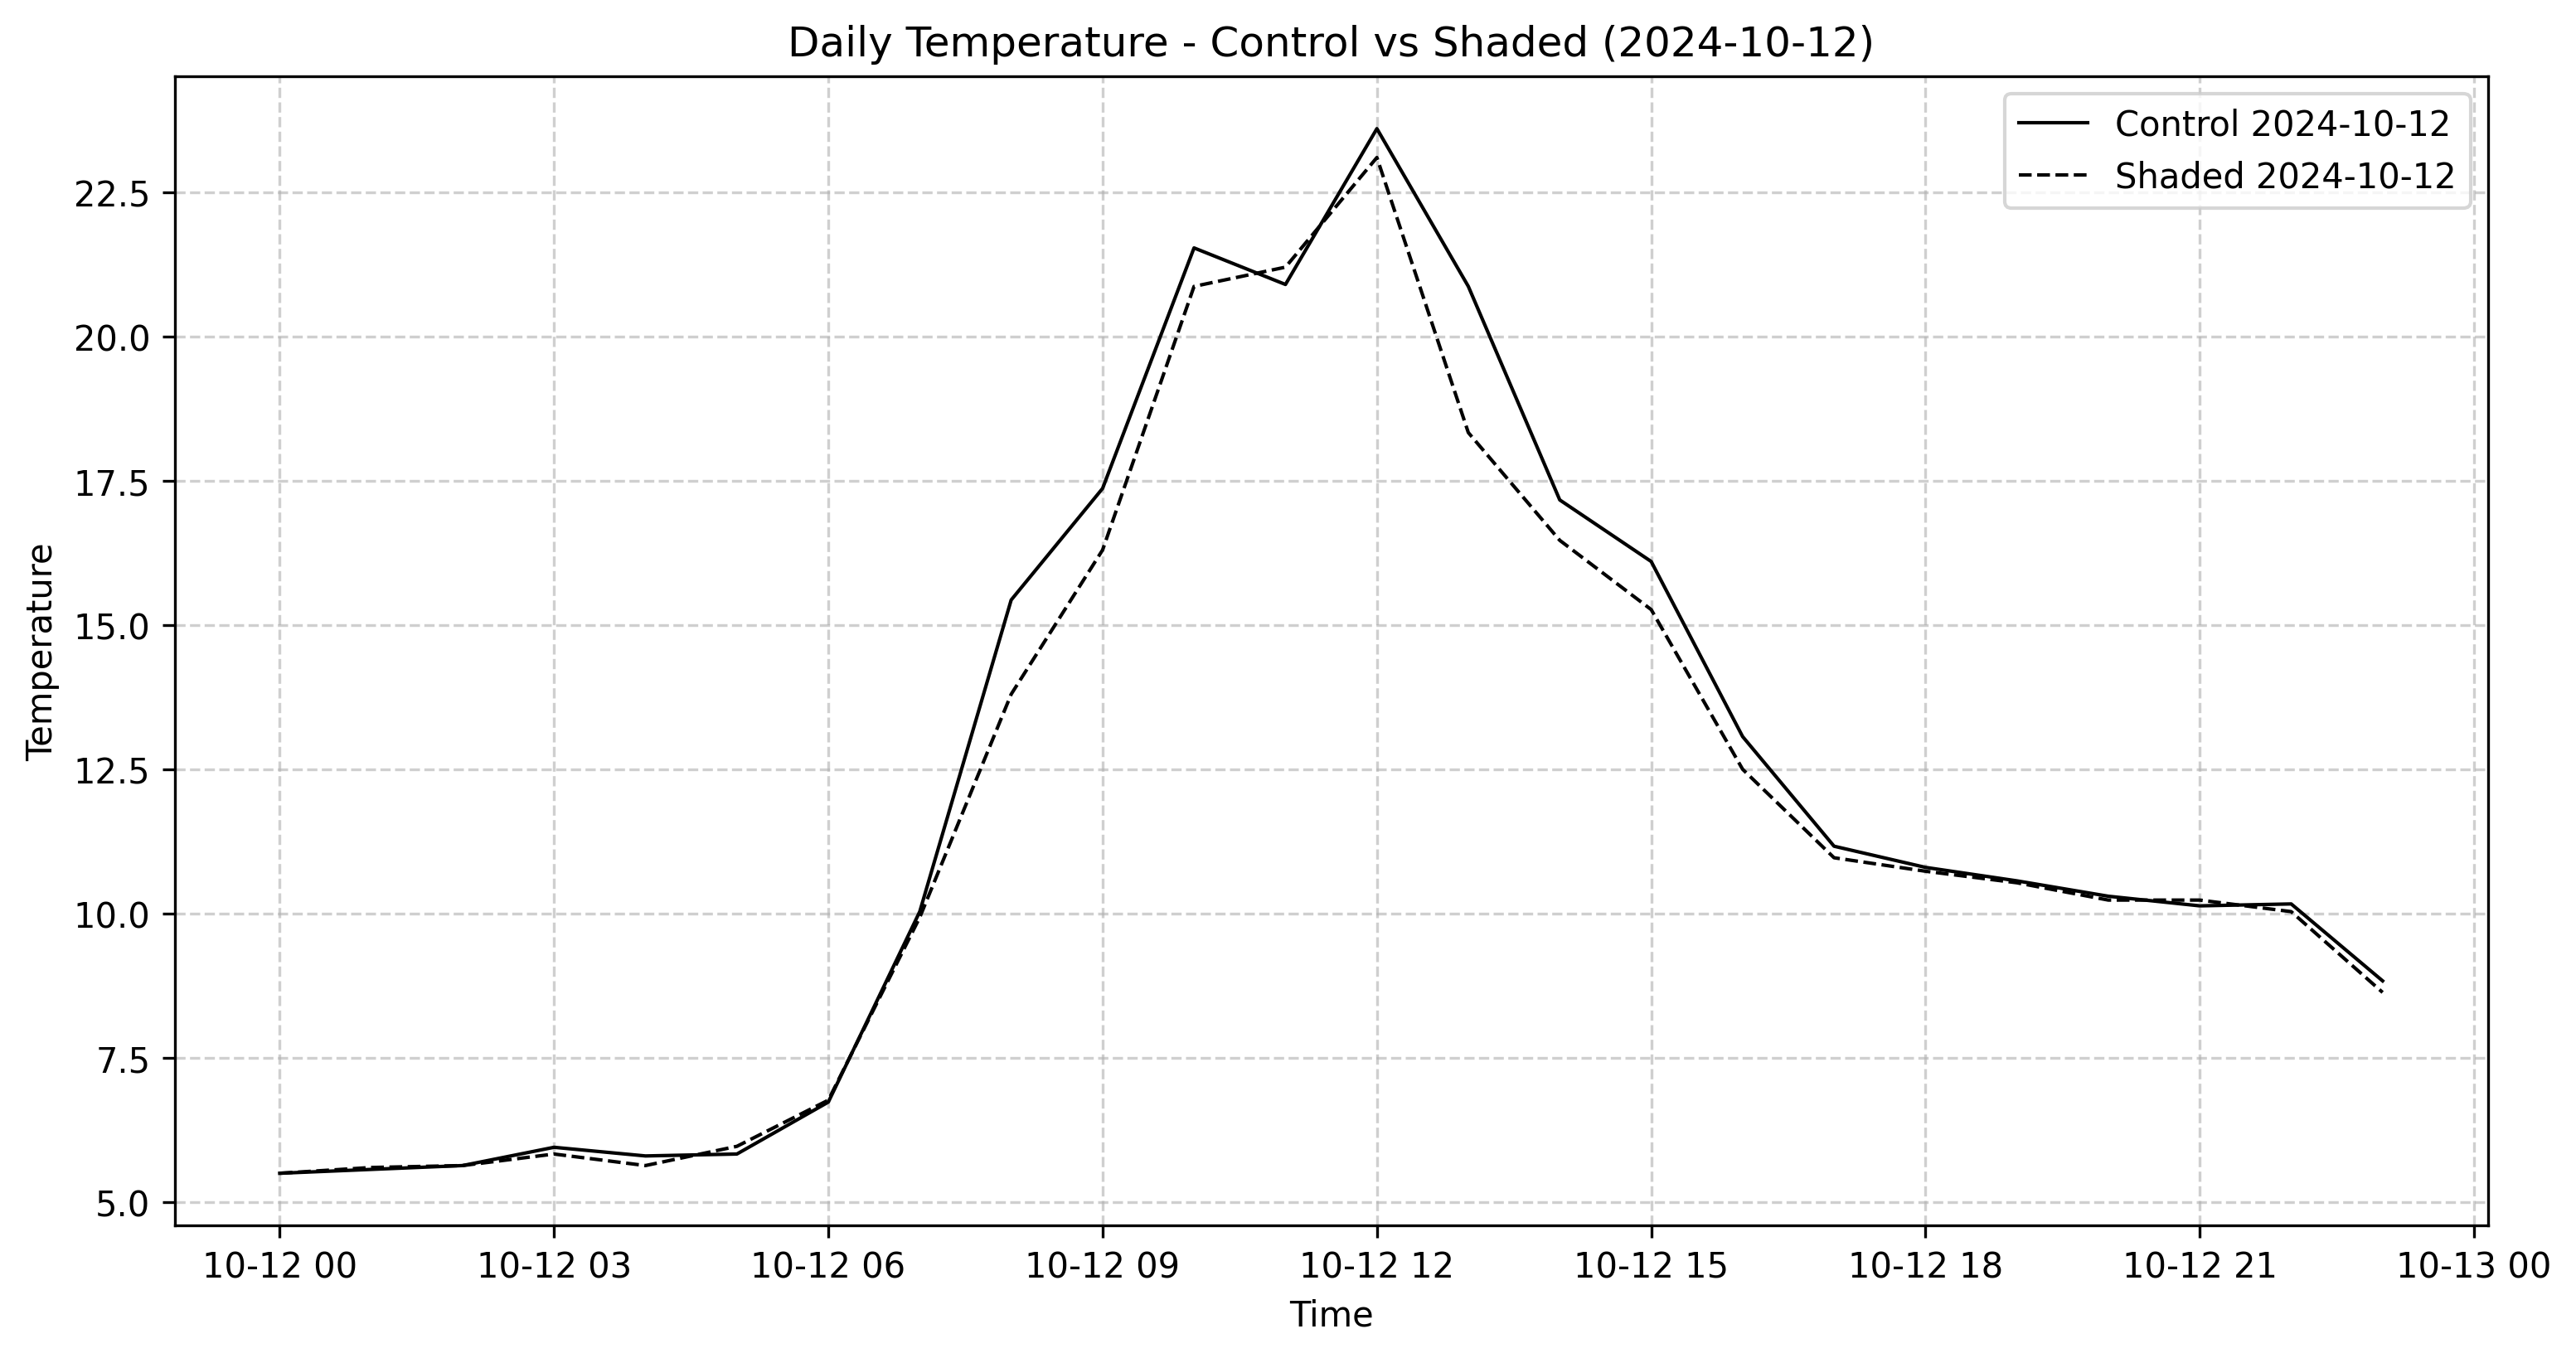 Daily Temperature - Control vs Shaded (2024-10-12)
Control 2024-10-12
Shaded 2024-10-12
Temperature
22.5
20.0
17.5
15.0
12.5
10.0
7.5
5.0
10-12 00 10-12 03 10-12 06 10-12 09 10-12 12 10-12 15 10-12 18 10-12 21 10-13 00
Time